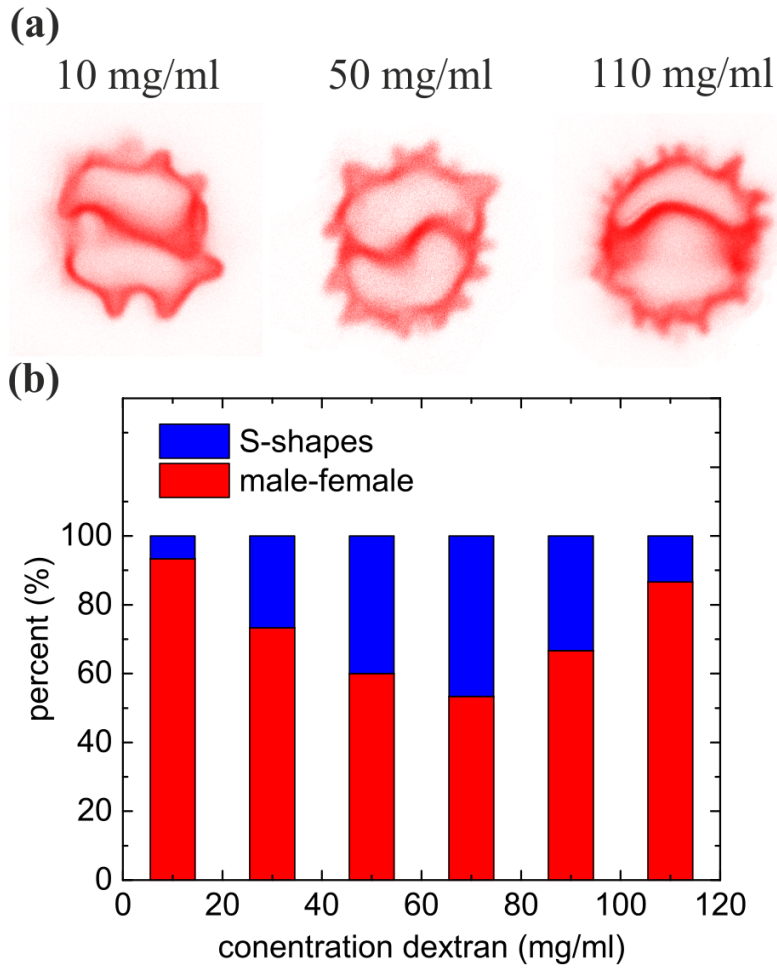 (a)
10 mg/ml 50 mg/ml 110 mg/ml
(b)
S-shapes
male-female
100
80
60
40
20
0
percent (%)
0 20 40 60 80 100 120
conentration dextran (mg/ml)